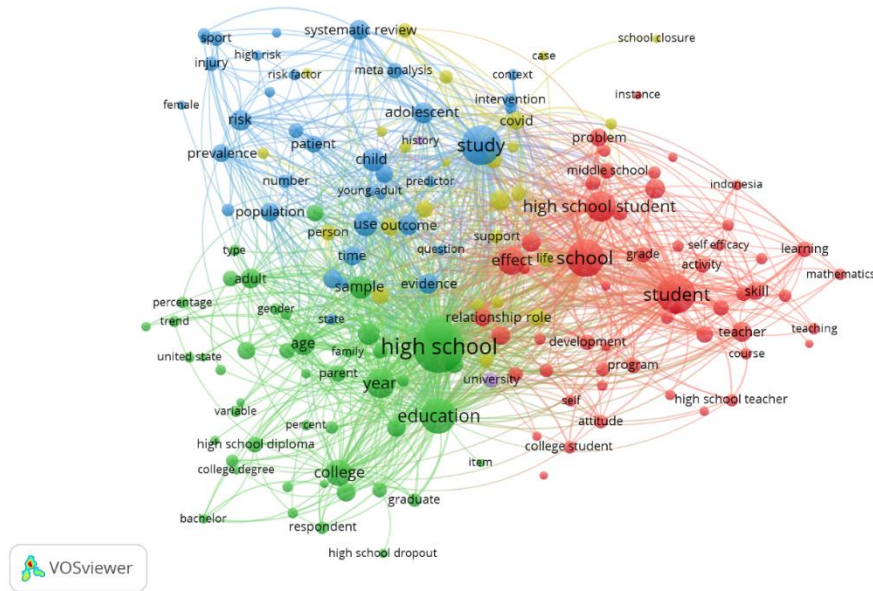 sport
systematic review
school closure
high risk
case
injury
risk factor
meta analysis
context
instance
female
intervention
adolescent
covid
risk
problem
history
study
prevalence
patient
child
middle school
number
young adult
predictor
indonesia
population
high school student
person
use
outcome
support
question
type
time
effect
life
school
grade
self efficacy
learning
adult
activity
mathematics
sample
evidence
student
skill
percentage
gender
trend
state
relationship
role
teacher
teaching
united state
age
family
high school
development
course
parent
program
year
university
variable
self
high school teacher
percent
education
attitude
high school diploma
college student
college degree
college
item
bachelor
graduate
respondent
high school dropout
VOSviewer